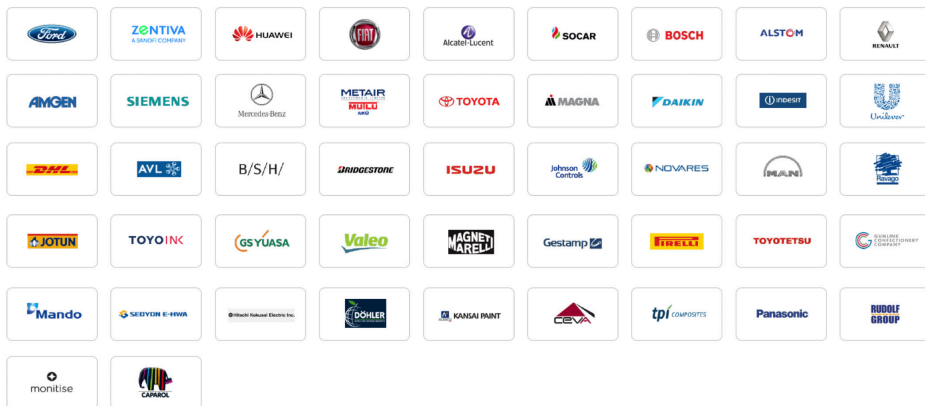 Ford
ZENTIVA
A SANOFI COMPANY
HUAWEI
FIAT
Alcatel·Lucent
SOCAR
BOSCH
ALSTOM
RENAULT
AMGEN
SIEMENS
Mercedes-Benz
METAIR
MUTLU
AKÜ
TOYOTA
MAGNA
DAIKIN
INDESIT
Unilever
DHL
AVL
B/S/H/
BRIDGESTONE
ISUZU
Johnson
Controls
NOVARES
MAN
Ravago
JOTUN
TOYO INK
GS YUASA
Valeo
MAGNETI
MARELLI
Gestamp
PIRELLI
TOYOTETSU
SUNLIKE
CONFECTIONERY
COMPANY
Mando
SEOYON E-HWA
Hitachi Kokusai Electric Inc.
DÖHLER
KANSAI PAINT
CEVA
tpi COMPOSITES
Panasonic
RUDOLF
GROUP
monitise
CAPAROL